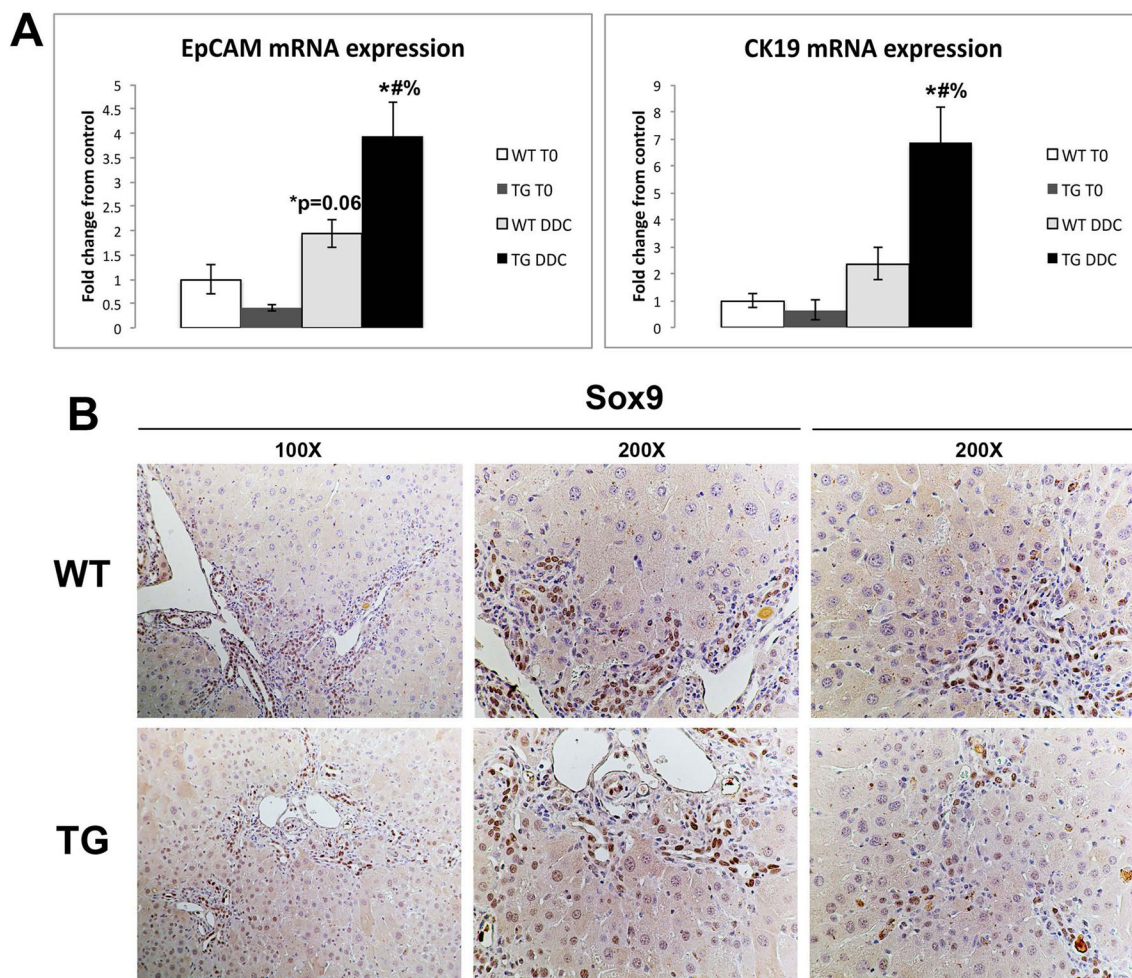 A
EpCAM mRNA expression
Fold change from control
5
4.5
4
3.5
3
2.5
2
1.5
1
0.5
0
*p=0.06
*#%
WT T0
TG T0
WT DDC
TG DDC
CK19 mRNA expression
Fold change from control
9
8
7
6
5
4
3
2
1
0
*#%
WT T0
TG T0
WT DDC
TG DDC
B
Sox9
100X 200X 200X
WT
TG